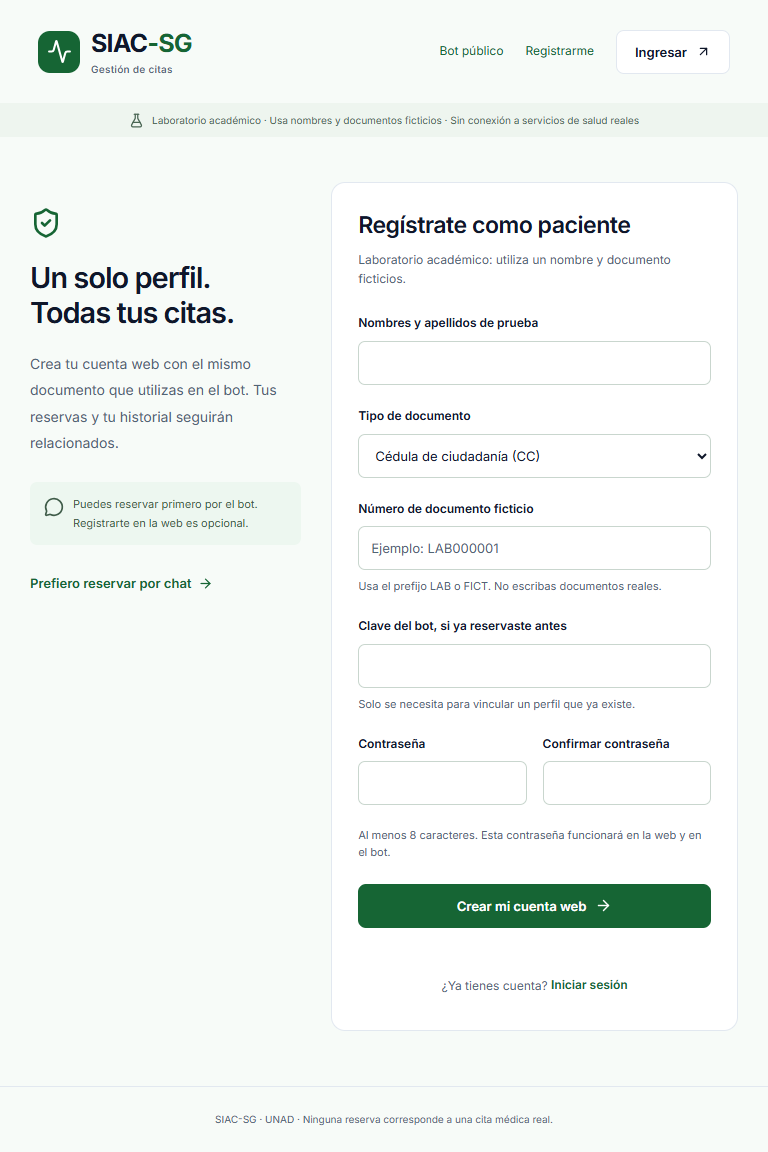 SIAC-SG
Gestión de citas
Bot público
Registrarme
Ingresar
Laboratorio académico · Usa nombres y documentos ficticios · Sin conexión a servicios de salud reales
Un solo perfil.
Todas tus citas.
Crea tu cuenta web con el mismo
documento que utilizas en el bot. Tus
reservas y tu historial seguirán
relacionados.
Puedes reservar primero por el bot.
Registrarte en la web es opcional.
Prefiero reservar por chat
Regístrate como paciente
Laboratorio académico: utiliza un nombre y documento
ficticios.
Nombres y apellidos de prueba
Tipo de documento
Cédula de ciudadanía (CC)
Número de documento ficticio
Ejemplo: LAB000001
Usa el prefijo LAB o FICT. No escribas documentos reales.
Clave del bot, si ya reservaste antes
Solo se necesita para vincular un perfil que ya existe.
Contraseña
Confirmar contraseña
Al menos 8 caracteres. Esta contraseña funcionará en la web y en
el bot.
Crear mi cuenta web
¿Ya tienes cuenta? Iniciar sesión
SIAC-SG · UNAD · Ninguna reserva corresponde a una cita médica real.